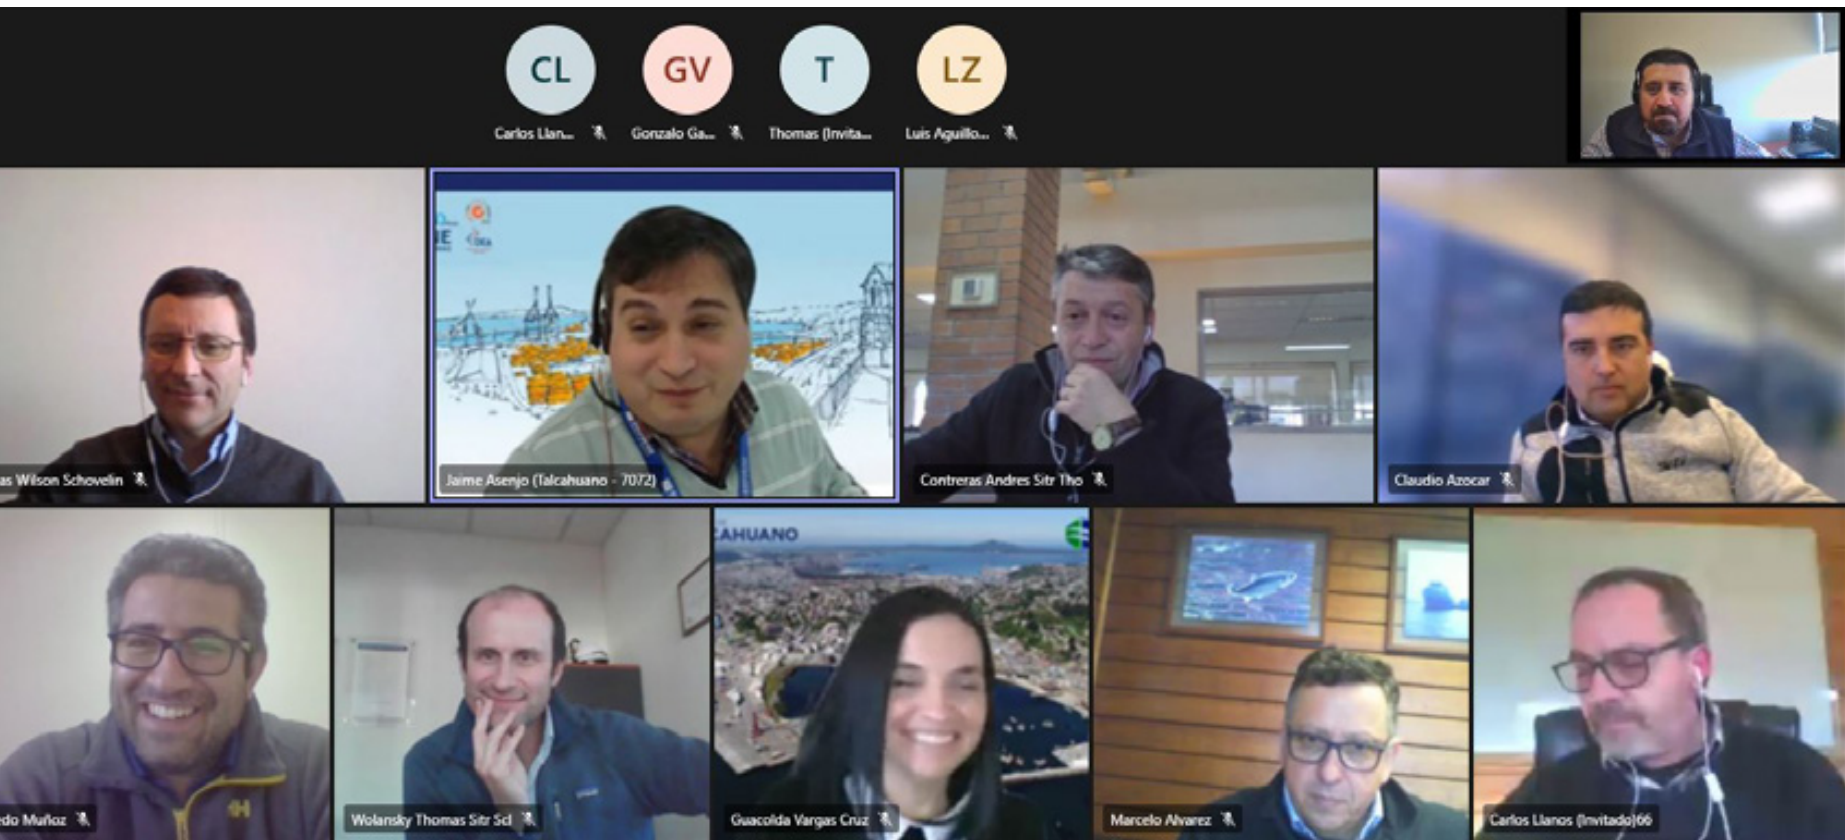 CL
GV
T
LZ
Carlos Llan...
Gonzalo Ga...
Thomas (Invita...
Luis Aguillo...
as Wilson Schovelin
Jaime Asenjo (Talcahuano - 7072)
Contreras Andres Sitr Tho
Claudio Azocar
CAHUANO
do Muñoz
Wolansky Thomas Sitr Scl
Guacolda Vargas Cruz
Marcelo Alvarez
Carlos Llanos (Invitado)66